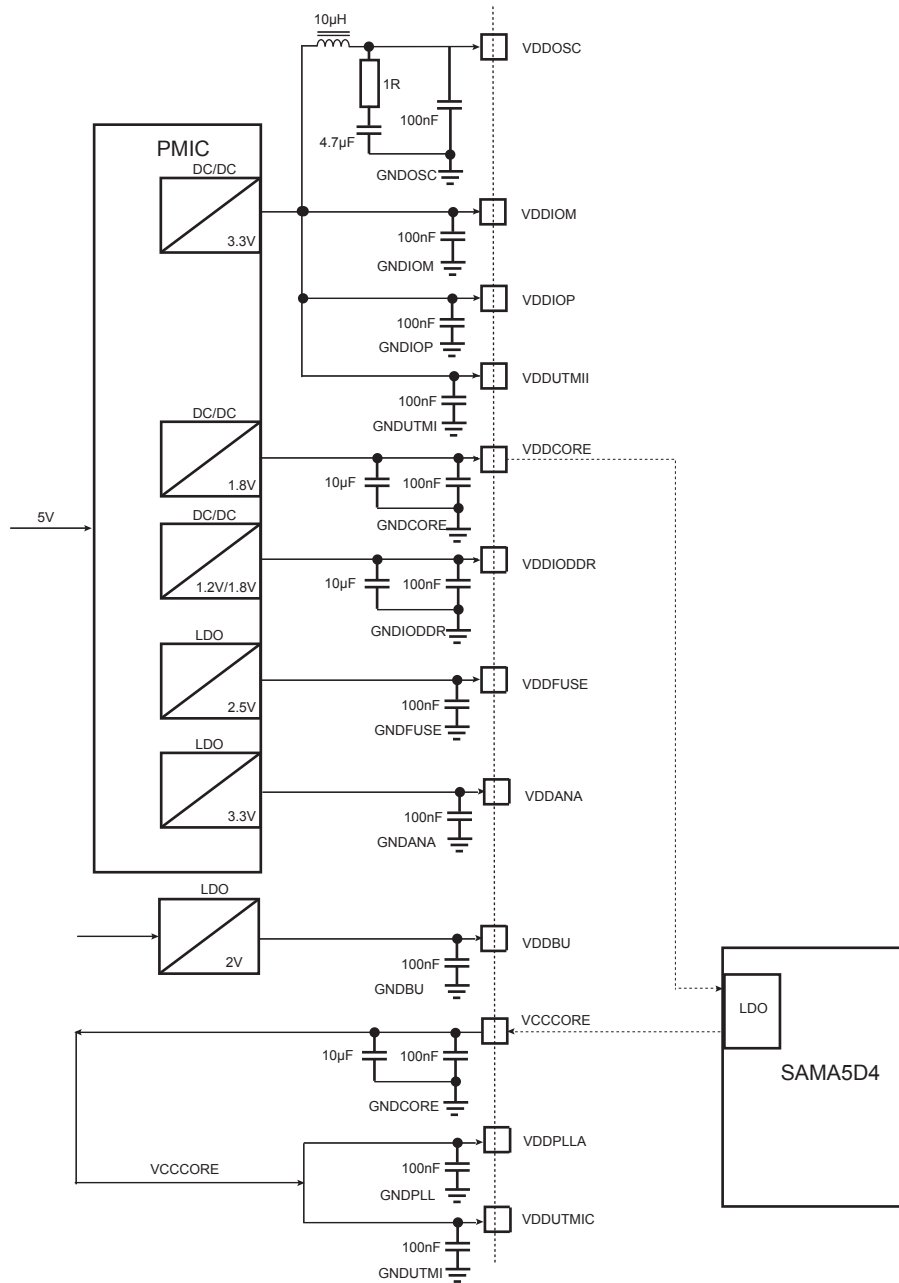 10µH
VDDOSC
1R
100nF
4.7µF
GNDOSC
PMIC
DC/DC
3.3V
VDDIOM
100nF
GNDIOM
VDDIOP
100nF
GNDIOP
VDDUTMII
100nF
GNDUTMI
DC/DC
1.8V
VDDCORE
10µF
100nF
GNDCORE
5V
DC/DC
1.2V/1.8V
VDDIODDR
10µF
100nF
GNDIODDR
LDO
2.5V
VDDFUSE
100nF
GNDFUSE
LDO
3.3V
VDDANA
100nF
GNDANA
LDO
2V
VDDBU
100nF
GNDBU
VCCCORE
LDO
10µF
100nF
SAMA5D4
GNDCORE
VDDPLLA
VCCCORE
100nF
GNDPLL
VDDUTMIC
100nF
GNDUTMI